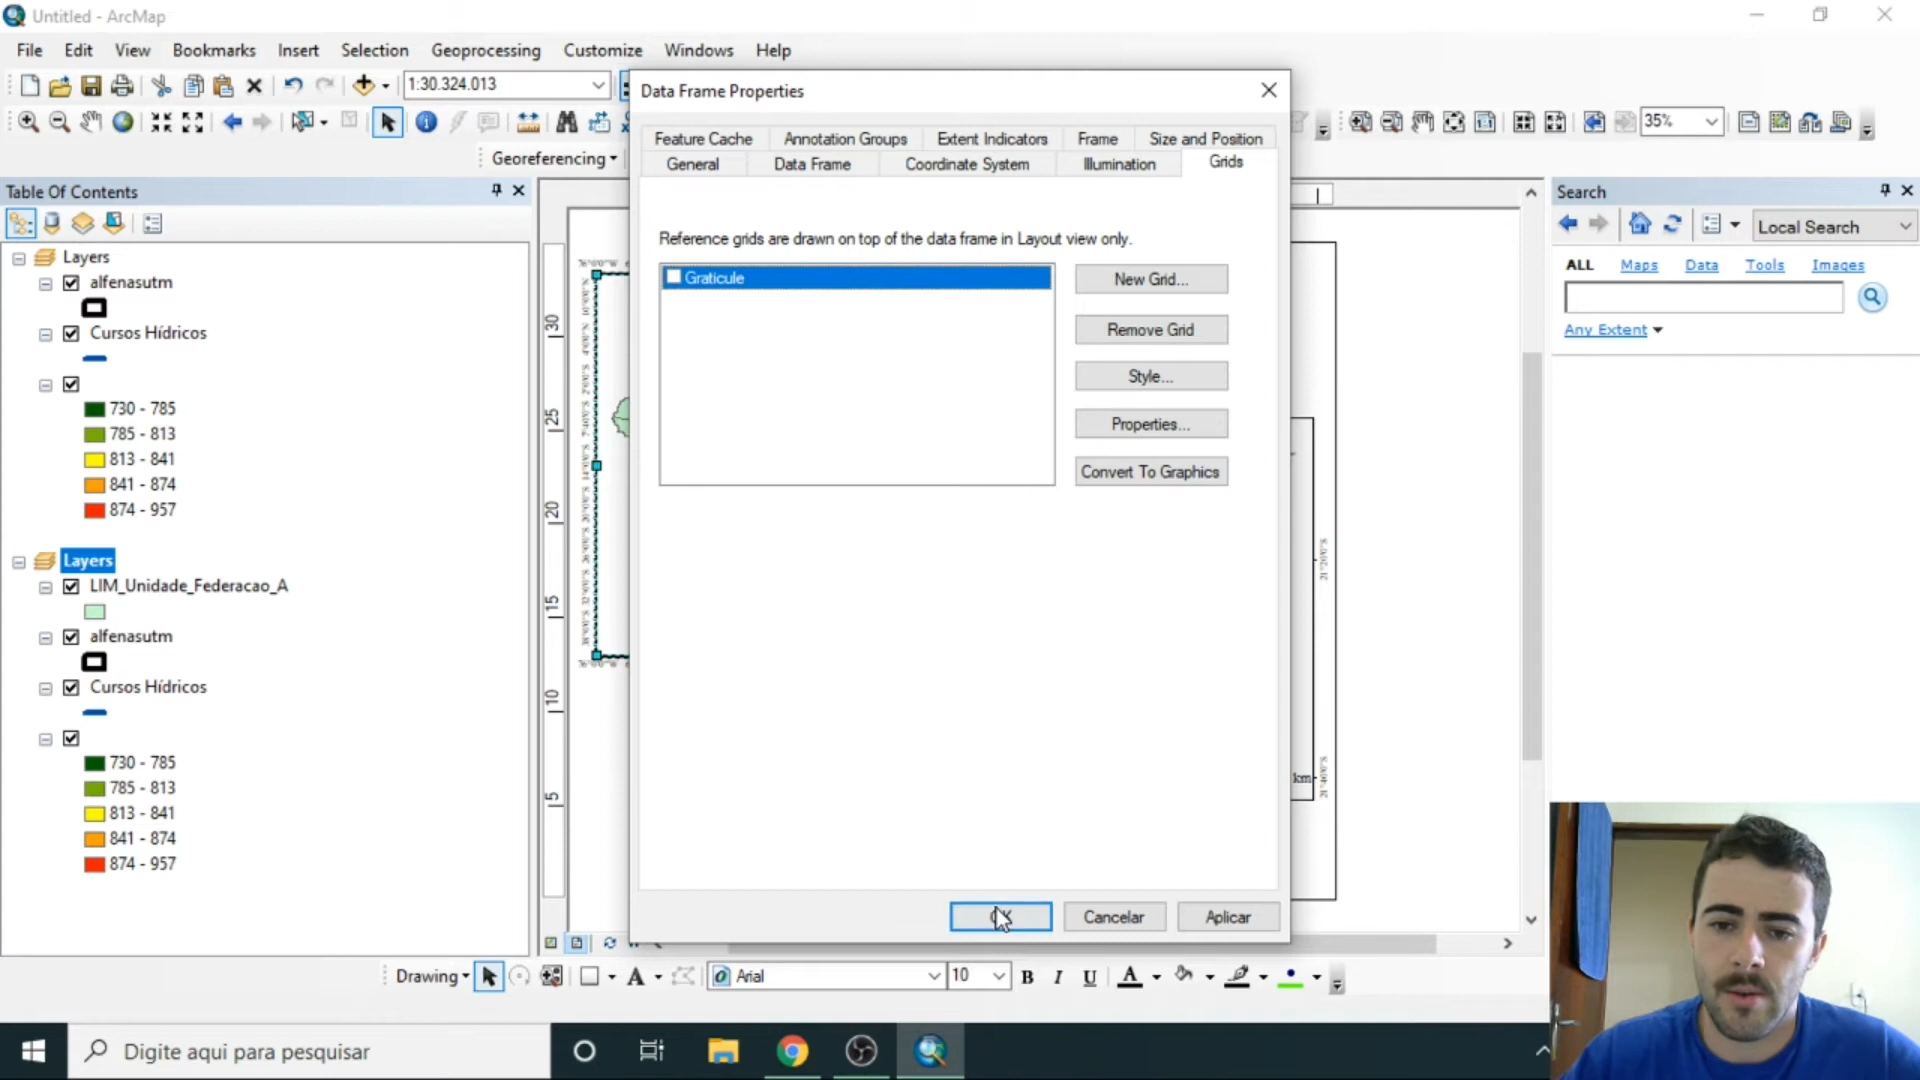 Untitled - ArcMap
File Edit View Bookmarks Insert Selection Geoprocessing Customize Windows Help
1:30.324.013
35%
Georeferencing
Table Of Contents
Layers
alfenasutm
Cursos Hídricos
730 - 785
785 - 813
813 - 841
841 - 874
874 - 957
Layers
LIM_Unidade_Federacao_A
alfenasutm
Cursos Hídricos
730 - 785
785 - 813
813 - 841
841 - 874
874 - 957
30
25
20
15
10
5
Data Frame Properties
Feature Cache Annotation Groups Extent Indicators Frame Size and Position
General Data Frame Coordinate System Illumination Grids
Reference grids are drawn on top of the data frame in Layout view only.
Graticule
New Grid...
Remove Grid
Style...
Properties...
Convert To Graphics
OK Cancelar Aplicar
21°20'0"S
21°40'0"S
km
Search
Local Search
ALL Maps Data Tools Images
Any Extent
Drawing A Arial 10 B I U A
Digite aqui para pesquisar